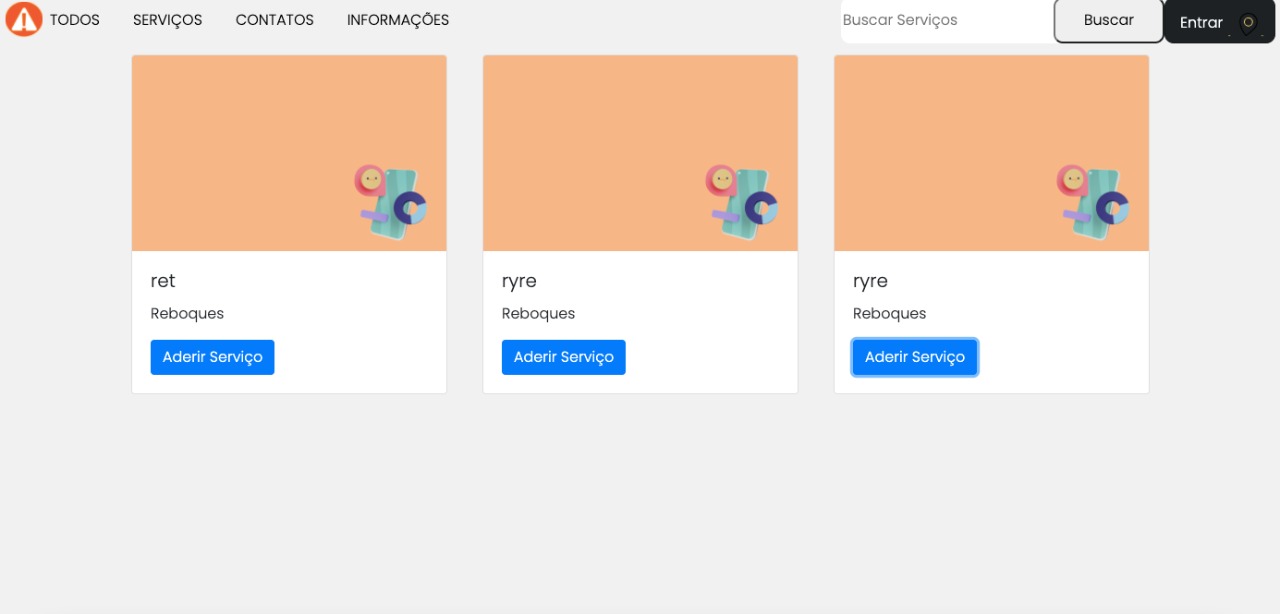 TODOS SERVIÇOS CONTATOS INFORMAÇÕES Buscar Serviços Buscar Entrar
ret
Reboques
Aderir Serviço
ryre
Reboques
Aderir Serviço
ryre
Reboques
Aderir Serviço